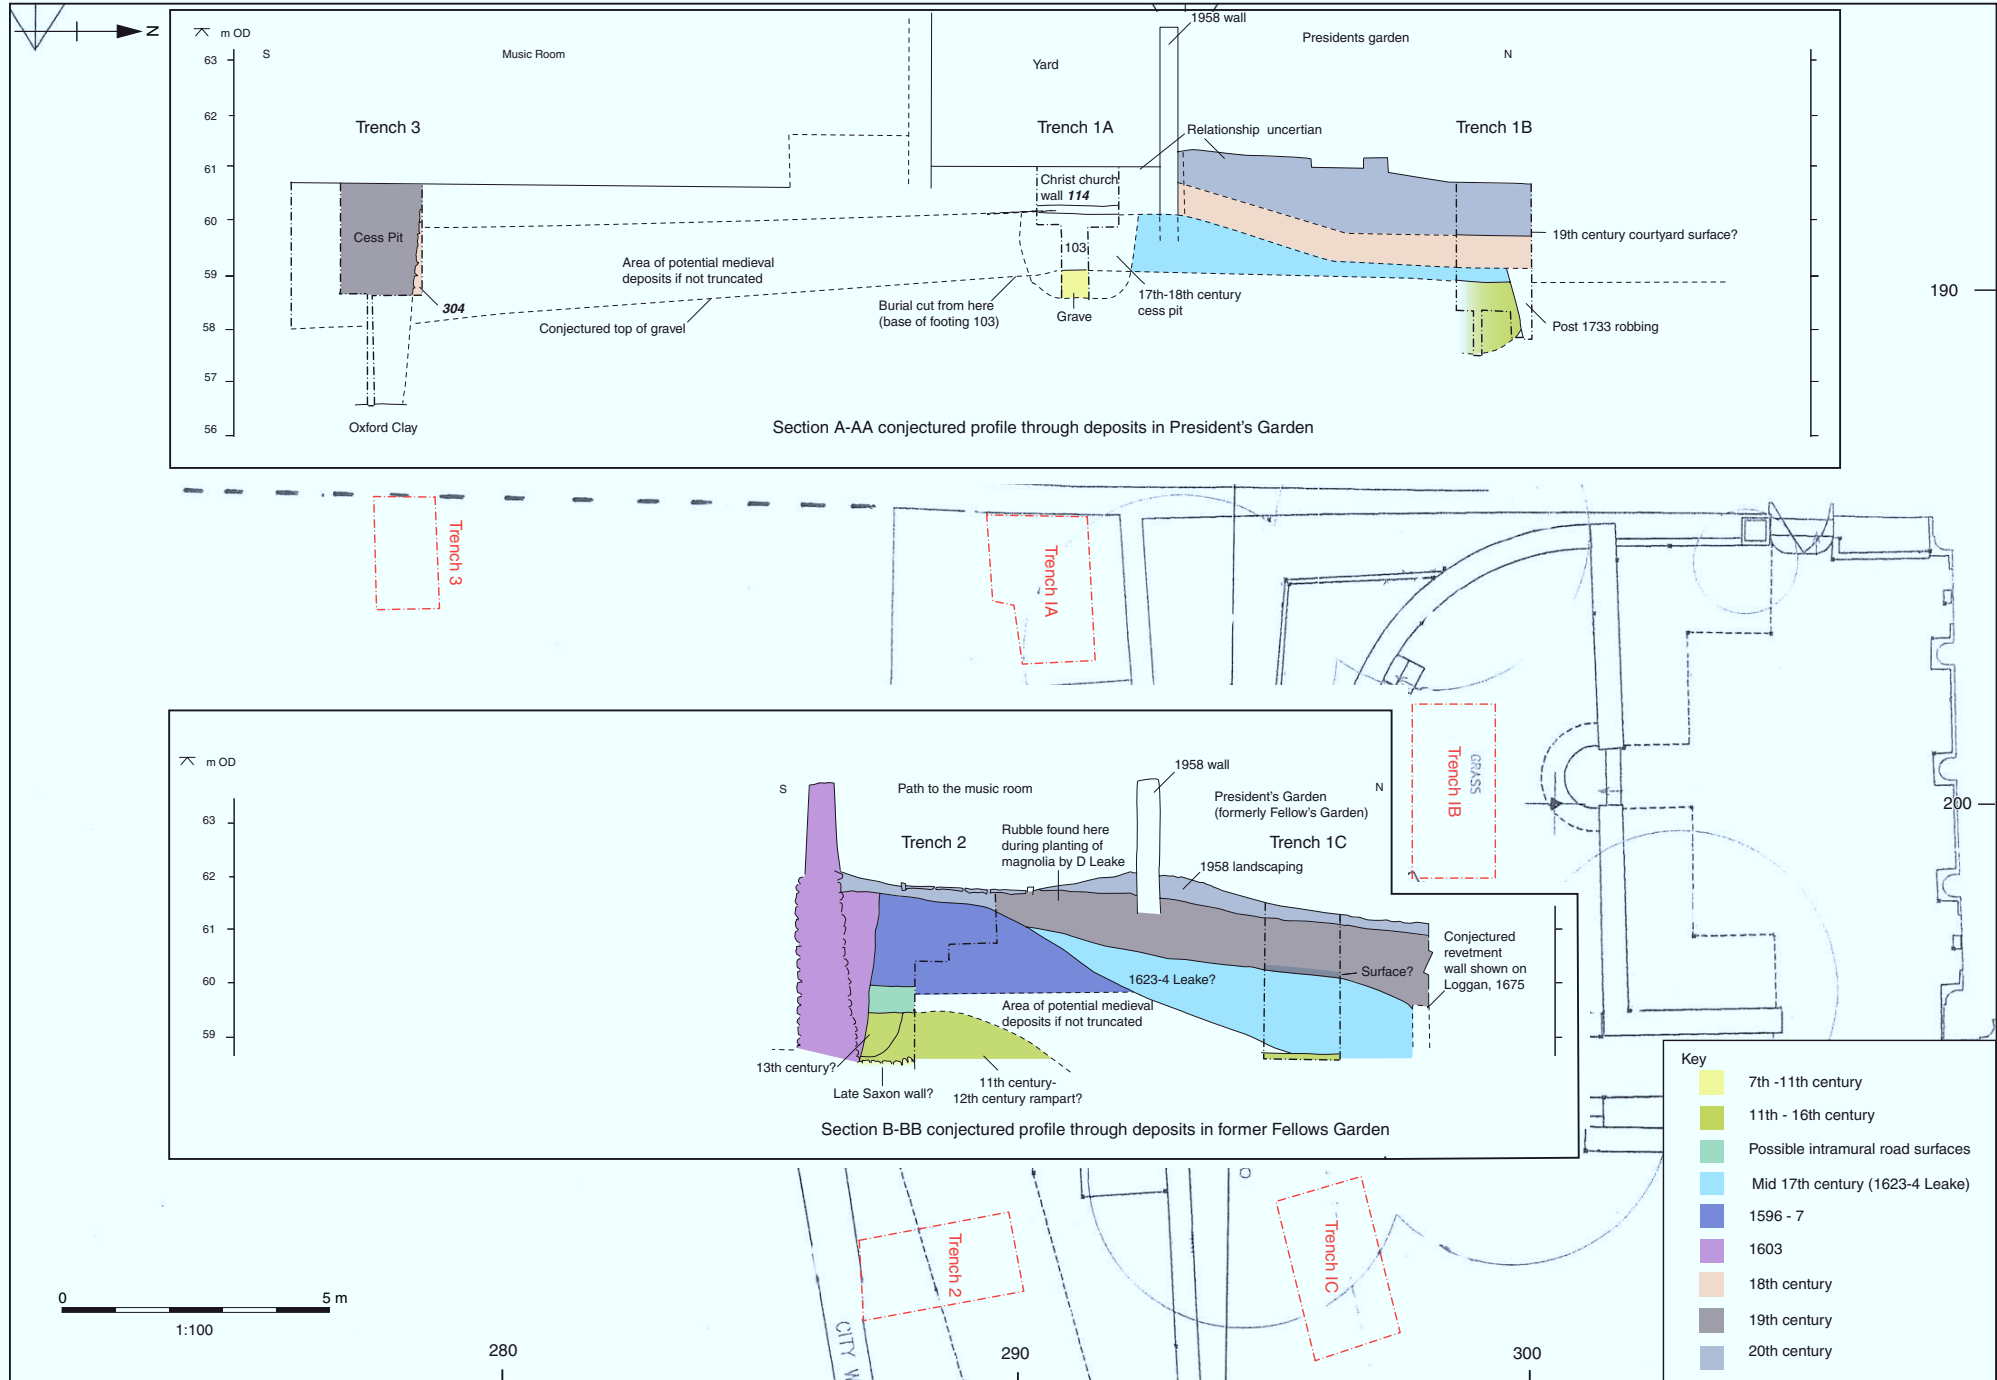 N
m OD
63
62
61
60
59
58
57
56
S
Music Room
Yard
1958 wall
Presidents garden
N
Trench 3
Trench 1A
Relationship uncertian
Trench 1B
Christ church
wall 114
Cess Pit
103
19th century courtyard surface?
Area of potential medieval
deposits if not truncated
304
Conjectured top of gravel
Burial cut from here
(base of footing 103)
Grave
17th-18th century
cess pit
Post 1733 robbing
Oxford Clay
Section A-AA conjectured profile through deposits in President's Garden
190
Trench 3
Trench IA
Trench IB
GRASS
200
m OD
63
62
61
60
59
S
Path to the music room
1958 wall
President's Garden
(formerly Fellow's Garden)
N
Trench 2
Rubble found here
during planting of
magnolia by D Leake
Trench 1C
1958 landscaping
Conjectured
revetment
wall shown on
Loggan, 1675
Surface?
1623-4 Leake?
Area of potential medieval
deposits if not truncated
13th century?
Late Saxon wall?
11th century-
12th century rampart?
Section B-BB conjectured profile through deposits in former Fellows Garden
Key
7th -11th century
11th - 16th century
Possible intramural road surfaces
Mid 17th century (1623-4 Leake)
1596 - 7
1603
18th century
19th century
20th century
Trench 2
Trench IC
CITY W
0
5 m
1:100
280
290
300